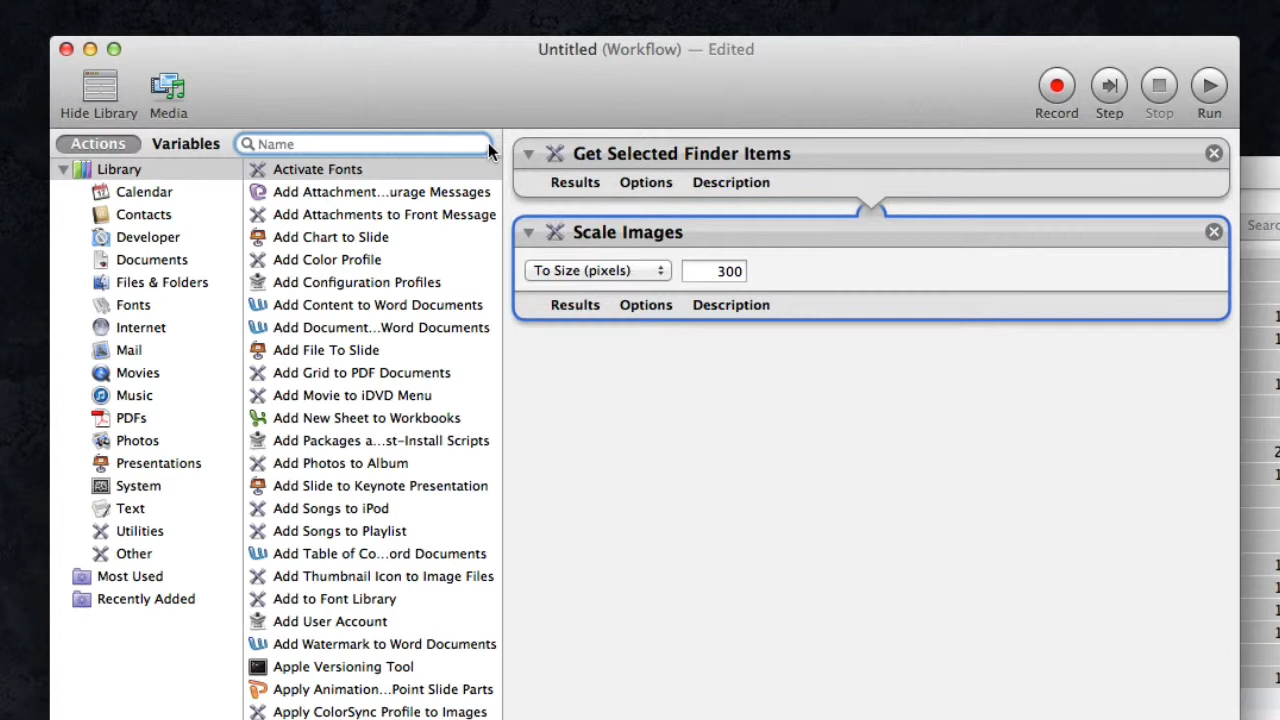 Untitled (Workflow) — Edited
Hide Library
Media
Record
Step
Stop
Run
Actions
Variables
Name
Library
Calendar
Contacts
Developer
Documents
Files & Folders
Fonts
Internet
Mail
Movies
Music
PDFs
Photos
Presentations
System
Text
Utilities
Other
Most Used
Recently Added
Activate Fonts
Add Attachment...urage Messages
Add Attachments to Front Message
Add Chart to Slide
Add Color Profile
Add Configuration Profiles
Add Content to Word Documents
Add Document...Word Documents
Add File To Slide
Add Grid to PDF Documents
Add Movie to iDVD Menu
Add New Sheet to Workbooks
Add Packages a...st-Install Scripts
Add Photos to Album
Add Slide to Keynote Presentation
Add Songs to iPod
Add Songs to Playlist
Add Table of Co...ord Documents
Add Thumbnail Icon to Image Files
Add to Font Library
Add User Account
Add Watermark to Word Documents
Apple Versioning Tool
Apply Animation...Point Slide Parts
Apply ColorSync Profile to Images
Get Selected Finder Items
Results Options Description
Scale Images
To Size (pixels) 300
Results Options Description